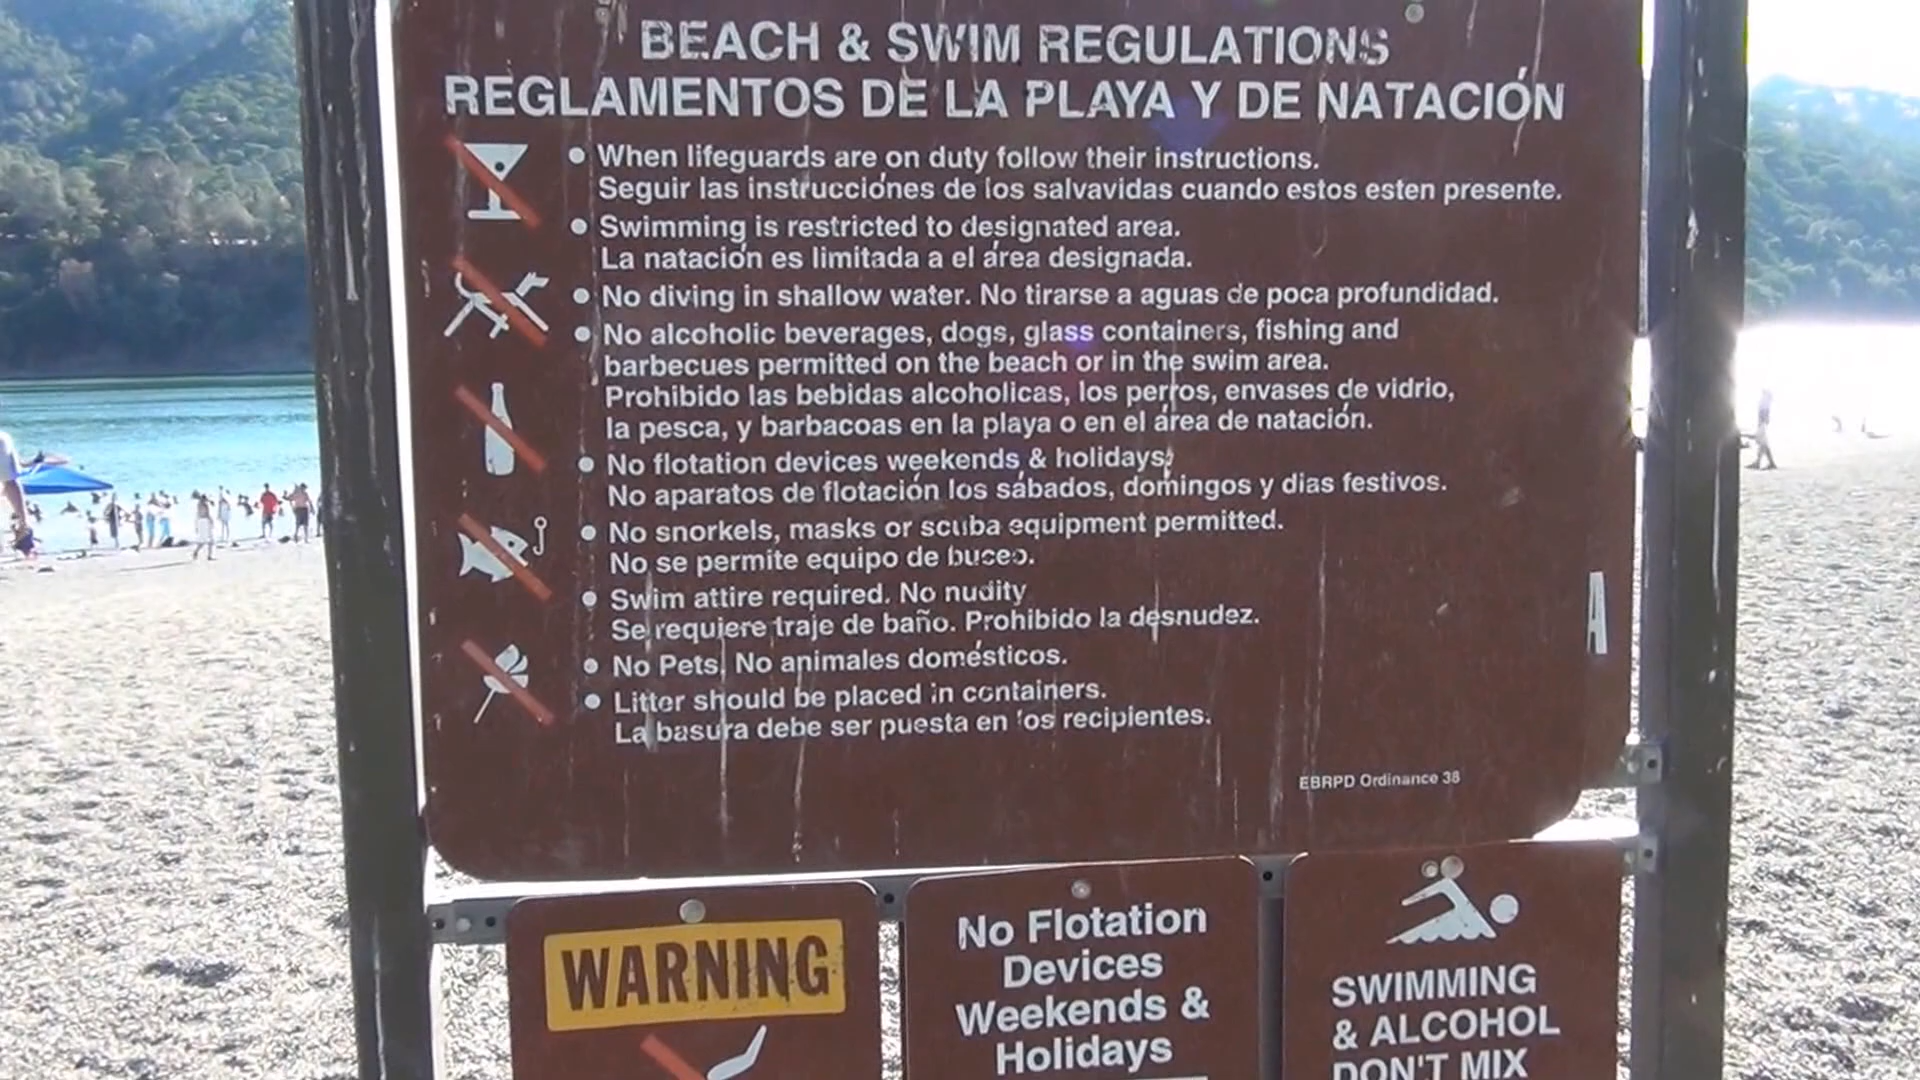 BEACH & SWIM REGULATIONS
REGLAMENTOS DE LA PLAYA Y DE NATACIÓN
• When lifeguards are on duty follow their instructions.
Seguir las instrucciónes de los salvavidas cuando estos esten presente.
• Swimming is restricted to designated area.
La natación es limitada a el área designada.
• No diving in shallow water. No tirarse a aguas de poca profundidad.
• No alcoholic beverages, dogs, glass containers, fishing and
barbecues permitted on the beach or in the swim area.
Prohibido las bebidas alcoholicas, los perros, envases de vidrio,
la pesca, y barbacoas en la playa o en el área de natación.
• No flotation devices weekends & holidays.
No aparatos de flotación los sábados, domingos y dias festivos.
• No snorkels, masks or scuba equipment permitted.
No se permite equipo de buceo.
• Swim attire required. No nudity
Se requiere traje de baño. Prohibido la desnudez.
• No Pets. No animales domésticos.
• Litter should be placed in containers.
La basura debe ser puesta en los recipientes.
A
EBRPD Ordinance 38
WARNING
No Flotation
Devices
Weekends &
Holidays
SWIMMING
& ALCOHOL
DON'T MIX